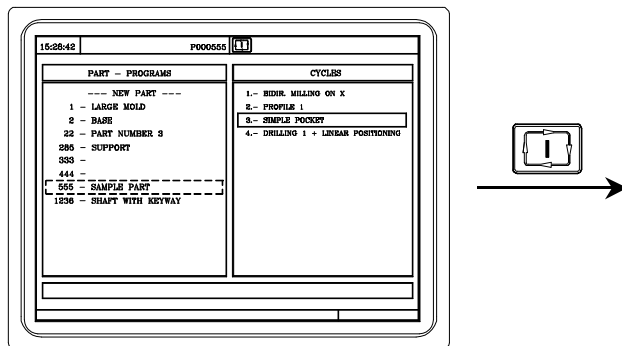 15:28:42 P000555
PART - PROGRAMS
--- NEW PART ---
1 - LARGE MOLD
2 - BASE
22 - PART NUMBER 3
286 - SUPPORT
333 -
444 -
555 - SAMPLE PART
1236 - SHAFT WITH KEYWAY
CYCLES
1.- BIDIR. MILLING ON X
2.- PROFILE 1
3.- SIMPLE POCKET
4.- DRILLING 1 + LINEAR POSITIONING